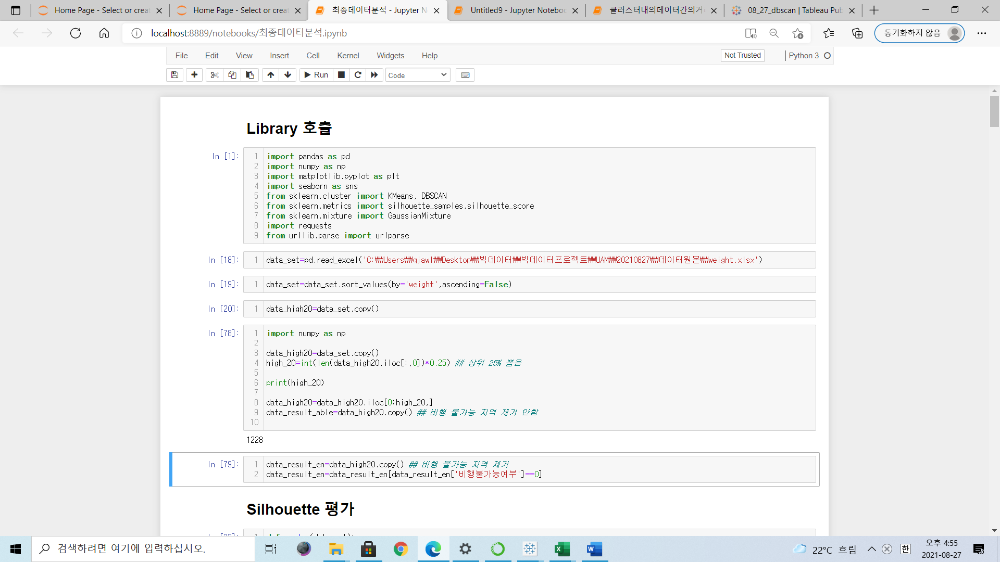 Home Page - Select or creat
Home Page - Select or creat
최종데이터분석 - Jupyter N
Untitled9 - Jupyter Noteboo
클러스터내의데이터간의거
08_27_dbscan | Tableau Pub
localhost:8889/notebooks/최종데이터분석.ipynb
동기화하지 않음
File Edit View Insert Cell Kernel Widgets Help
Not Trusted
Python 3
Run
Code
Library 호출
In [1]:
1 import pandas as pd
2 import numpy as np
3 import matplotlib.pyplot as plt
4 import seaborn as sns
5 from sklearn.cluster import KMeans, DBSCAN
6 from sklearn.metrics import silhouette_samples,silhouette_score
7 from sklearn.mixture import GaussianMixture
8 import requests
9 from urllib.parse import urlparse
In [18]:
1 data_set=pd.read_excel('C:₩₩Users₩₩qjawl₩₩Desktop₩₩빅데이터₩₩빅데이터프로젝트₩₩UAM₩₩20210827₩₩데이터원본₩₩weight.xlsx')
In [19]:
1 data_set=data_set.sort_values(by='weight',ascending=False)
In [20]:
1 data_high20=data_set.copy()
In [78]:
1 import numpy as np
2
3 data_high20=data_set.copy()
4 high_20=int(len(data_high20.iloc[:,0])*0.25) ## 상위 25% 뽑음
5
6 print(high_20)
7
8 data_high20=data_high20.iloc[0:high_20,]
9 data_result_able=data_high20.copy() ## 비행 불가능 지역 제거 안함
10
1228
In [79]:
1 data_result_en=data_high20.copy() ## 비행 불가능 지역 제거
2 data_result_en=data_result_en[data_result_en['비행불가능여부']==0]
Silhouette 평가
검색하려면 여기에 입력하십시오.
22°C 흐림
한
오후 4:55
2021-08-27